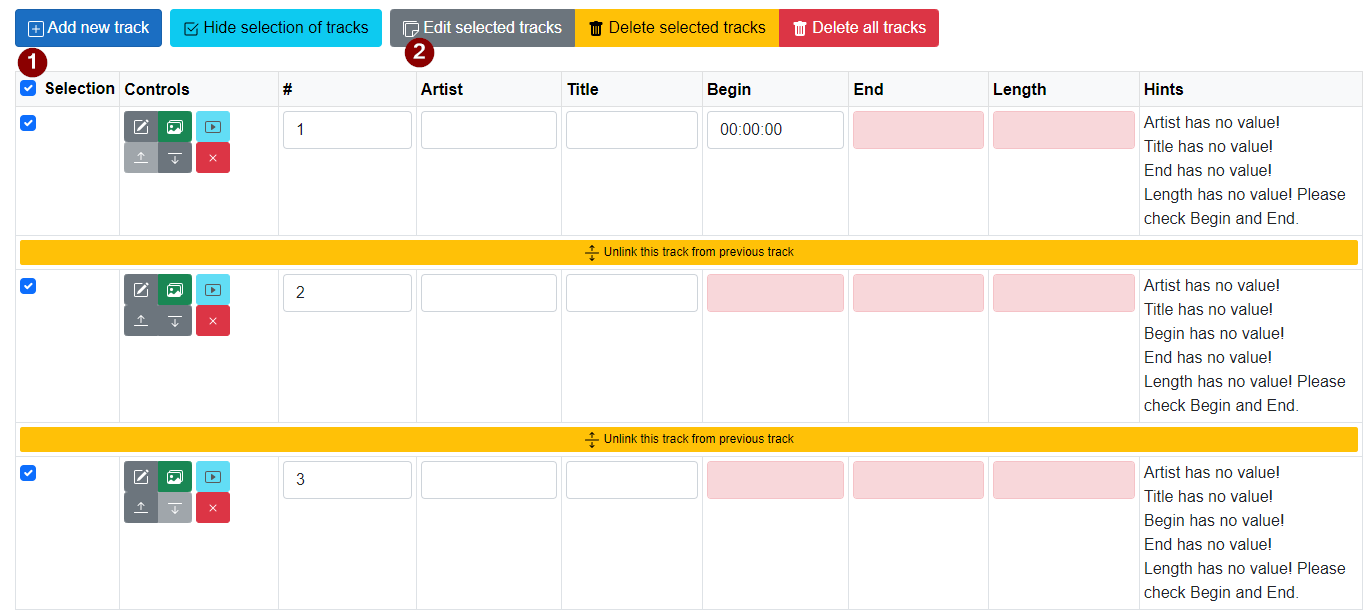 Add new track Hide selection of tracks Edit selected tracks Delete selected tracks Delete all tracks
1 2
Selection Controls # Artist Title Begin End Length Hints
1 00:00:00 Artist has no value!
Title has no value!
End has no value!
Length has no value! Please
check Begin and End.
Unlink this track from previous track
2 Artist has no value!
Title has no value!
Begin has no value!
End has no value!
Length has no value! Please
check Begin and End.
Unlink this track from previous track
3 Artist has no value!
Title has no value!
Begin has no value!
End has no value!
Length has no value! Please
check Begin and End.